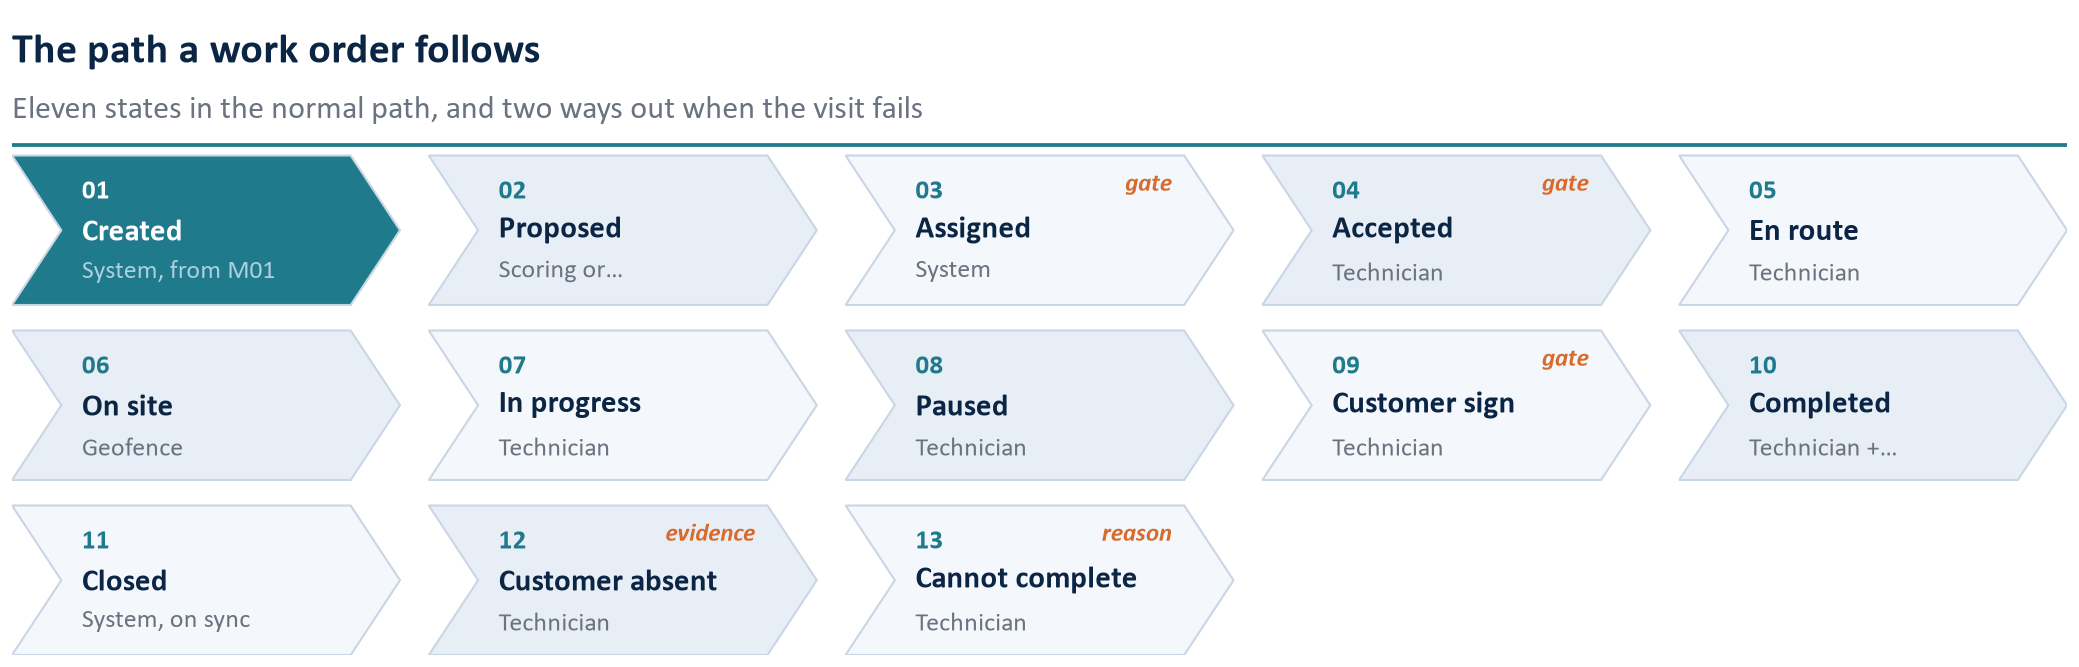 The path a work order follows
Eleven states in the normal path, and two ways out when the visit fails
01
Created
System, from M01
02
Proposed
Scoring or...
03
gate
Assigned
System
04
gate
Accepted
Technician
05
En route
Technician
06
On site
Geofence
07
In progress
Technician
08
Paused
Technician
09
gate
Customer sign
Technician
10
Completed
Technician +...
11
Closed
System, on sync
12
evidence
Customer absent
Technician
13
reason
Cannot complete
Technician